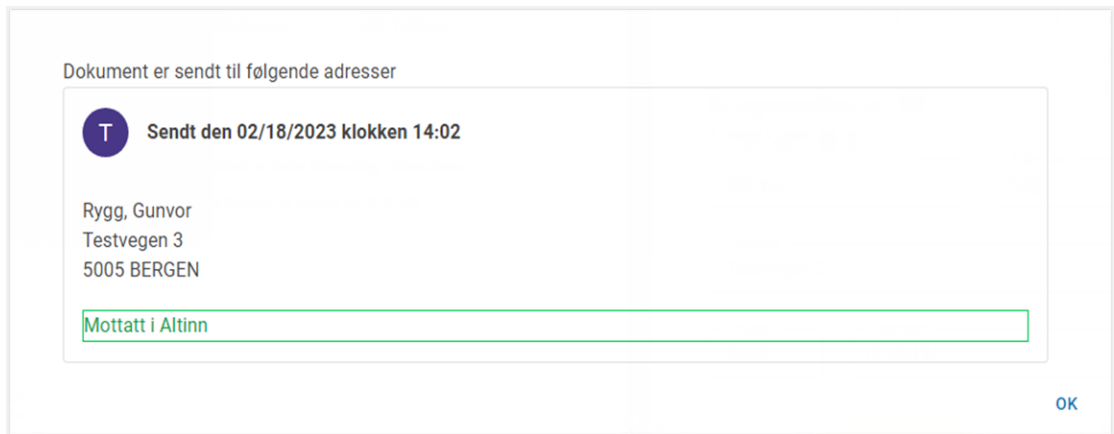 Dokument er sendt til følgende adresser
T
Sendt den 02/18/2023 klokken 14:02
Rygg, Gunvor
Testvegen 3
5005 BERGEN
Mottatt i Altinn
OK